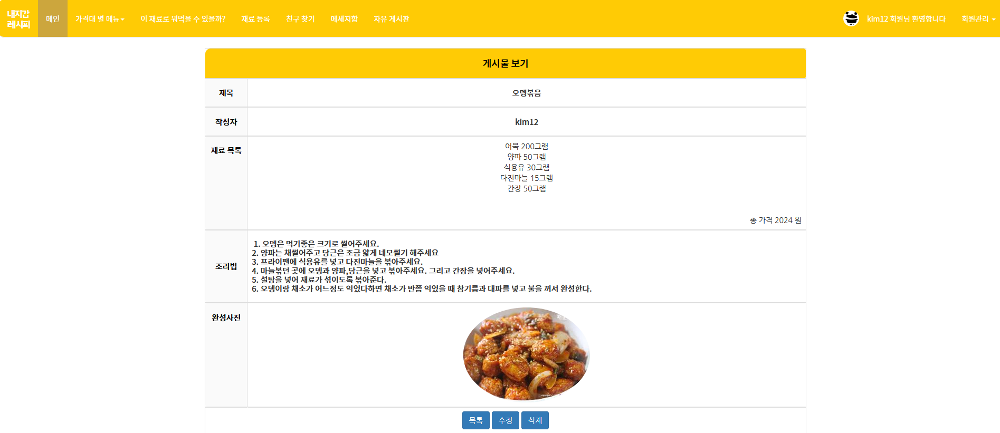 내지갑
레시피
메인
가격대 별 메뉴
이 재료로 뭐먹을 수 있을까?
재료 등록
친구 찾기
메세지함
자유 게시판
kim12 회원님 환영합니다
회원관리
게시물 보기
제목
오뎅볶음
작성자
kim12
재료 목록
어묵 200그램
양파 50그램
식용유 30그램
다진마늘 15그램
간장 50그램
총 가격 2024 원
조리법
1. 오뎅은 먹기좋은 크기로 썰어주세요.
2. 양파는 채썰어주고 당근은 조금 얇게 네모썰기 해주세요
3. 프라이팬에 식용유를 넣고 다진마늘을 볶아주세요.
4. 마늘볶던 곳에 오뎅과 양파,당근을 넣고 볶아주세요. 그리고 간장을 넣어주세요.
5. 설탕을 넣어 재료가 섞이도록 볶아준다.
6. 오뎅이랑 채소가 어느정도 익었다하면 채소가 반쯤 익었을 때 참기름과 대파를 넣고 불을 꺼서 완성한다.
완성사진
목록
수정
삭제